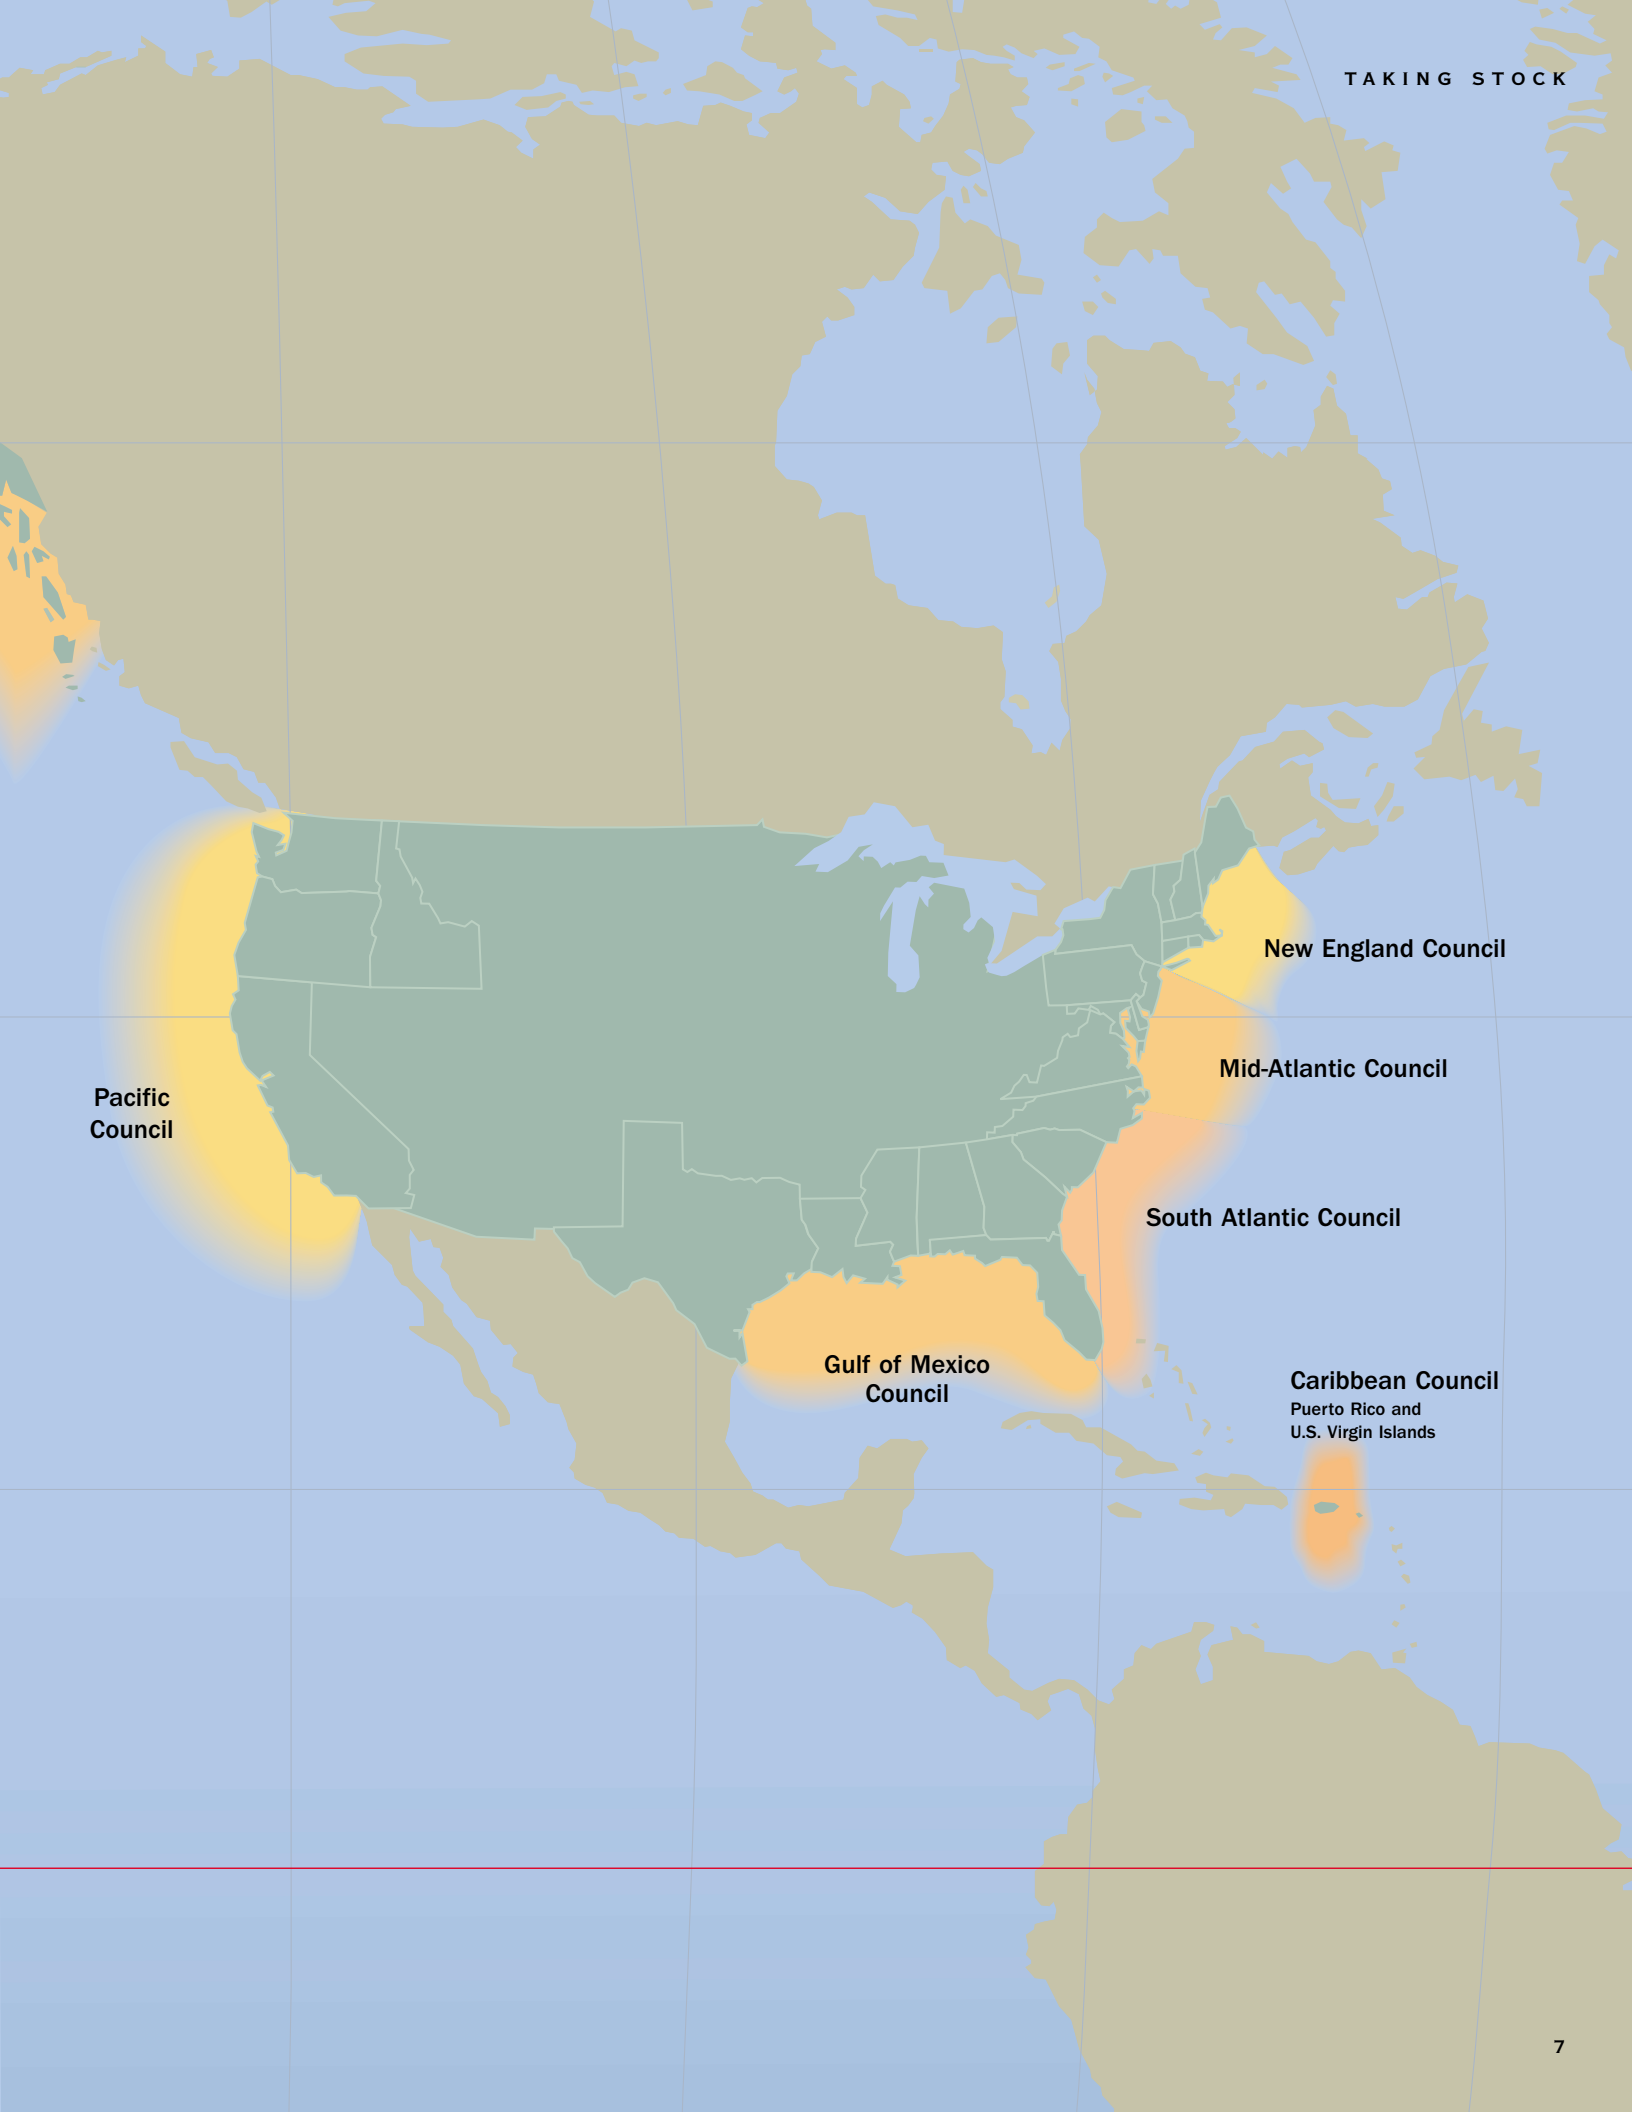 TAKING STOCK
New England Council
Mid-Atlantic Council
Pacific
Council
South Atlantic Council
Gulf of Mexico
Council
Caribbean Council
Puerto Rico and
U.S. Virgin Islands
7